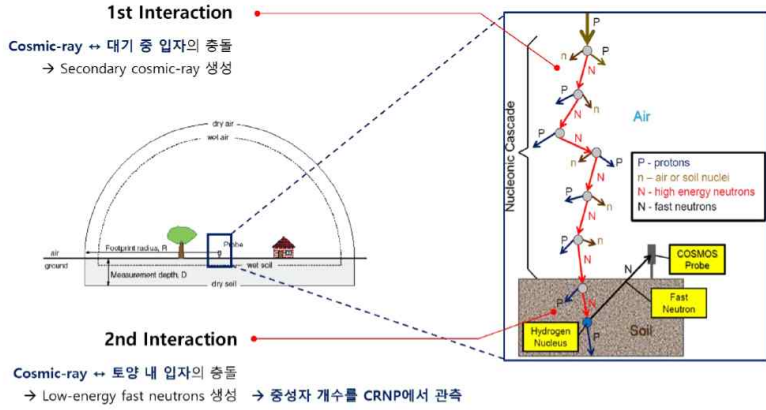 1st Interaction
Cosmic-ray ↔ 대기 중 입자의 충돌
→ Secondary cosmic-ray 생성
dry air
wet air
Footprint radius, R
Probe
air
ground
Measurement depth, D
wet soil
dry soil
2nd Interaction
Cosmic-ray ↔ 토양 내 입자의 충돌
→ Low-energy fast neutrons 생성 → 중성자 개수를 CRNP에서 관측
Nucleonic Cascade
P
n
P
N
P
n
N
P
N
n
P
N
P
n
N
P
n
N
P
N
P
N
Air
P - protons
n – air or soil nuclei
N - high energy neutrons
N - fast neutrons
COSMOS
Probe
Fast
Neutron
Hydrogen
Nucleus
Soil